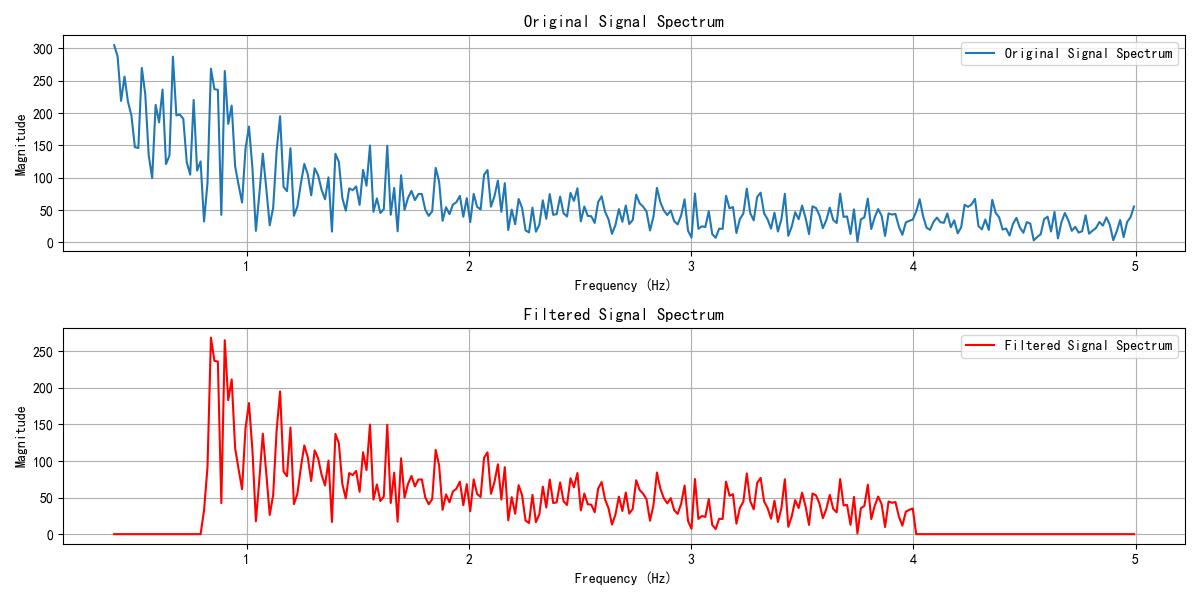 Original Signal Spectrum
Original Signal Spectrum
300
250
200
150
100
50
0
Magnitude
1 2 3 4 5
Frequency (Hz)
Filtered Signal Spectrum
Filtered Signal Spectrum
250
200
150
100
50
0
Magnitude
1 2 3 4 5
Frequency (Hz)